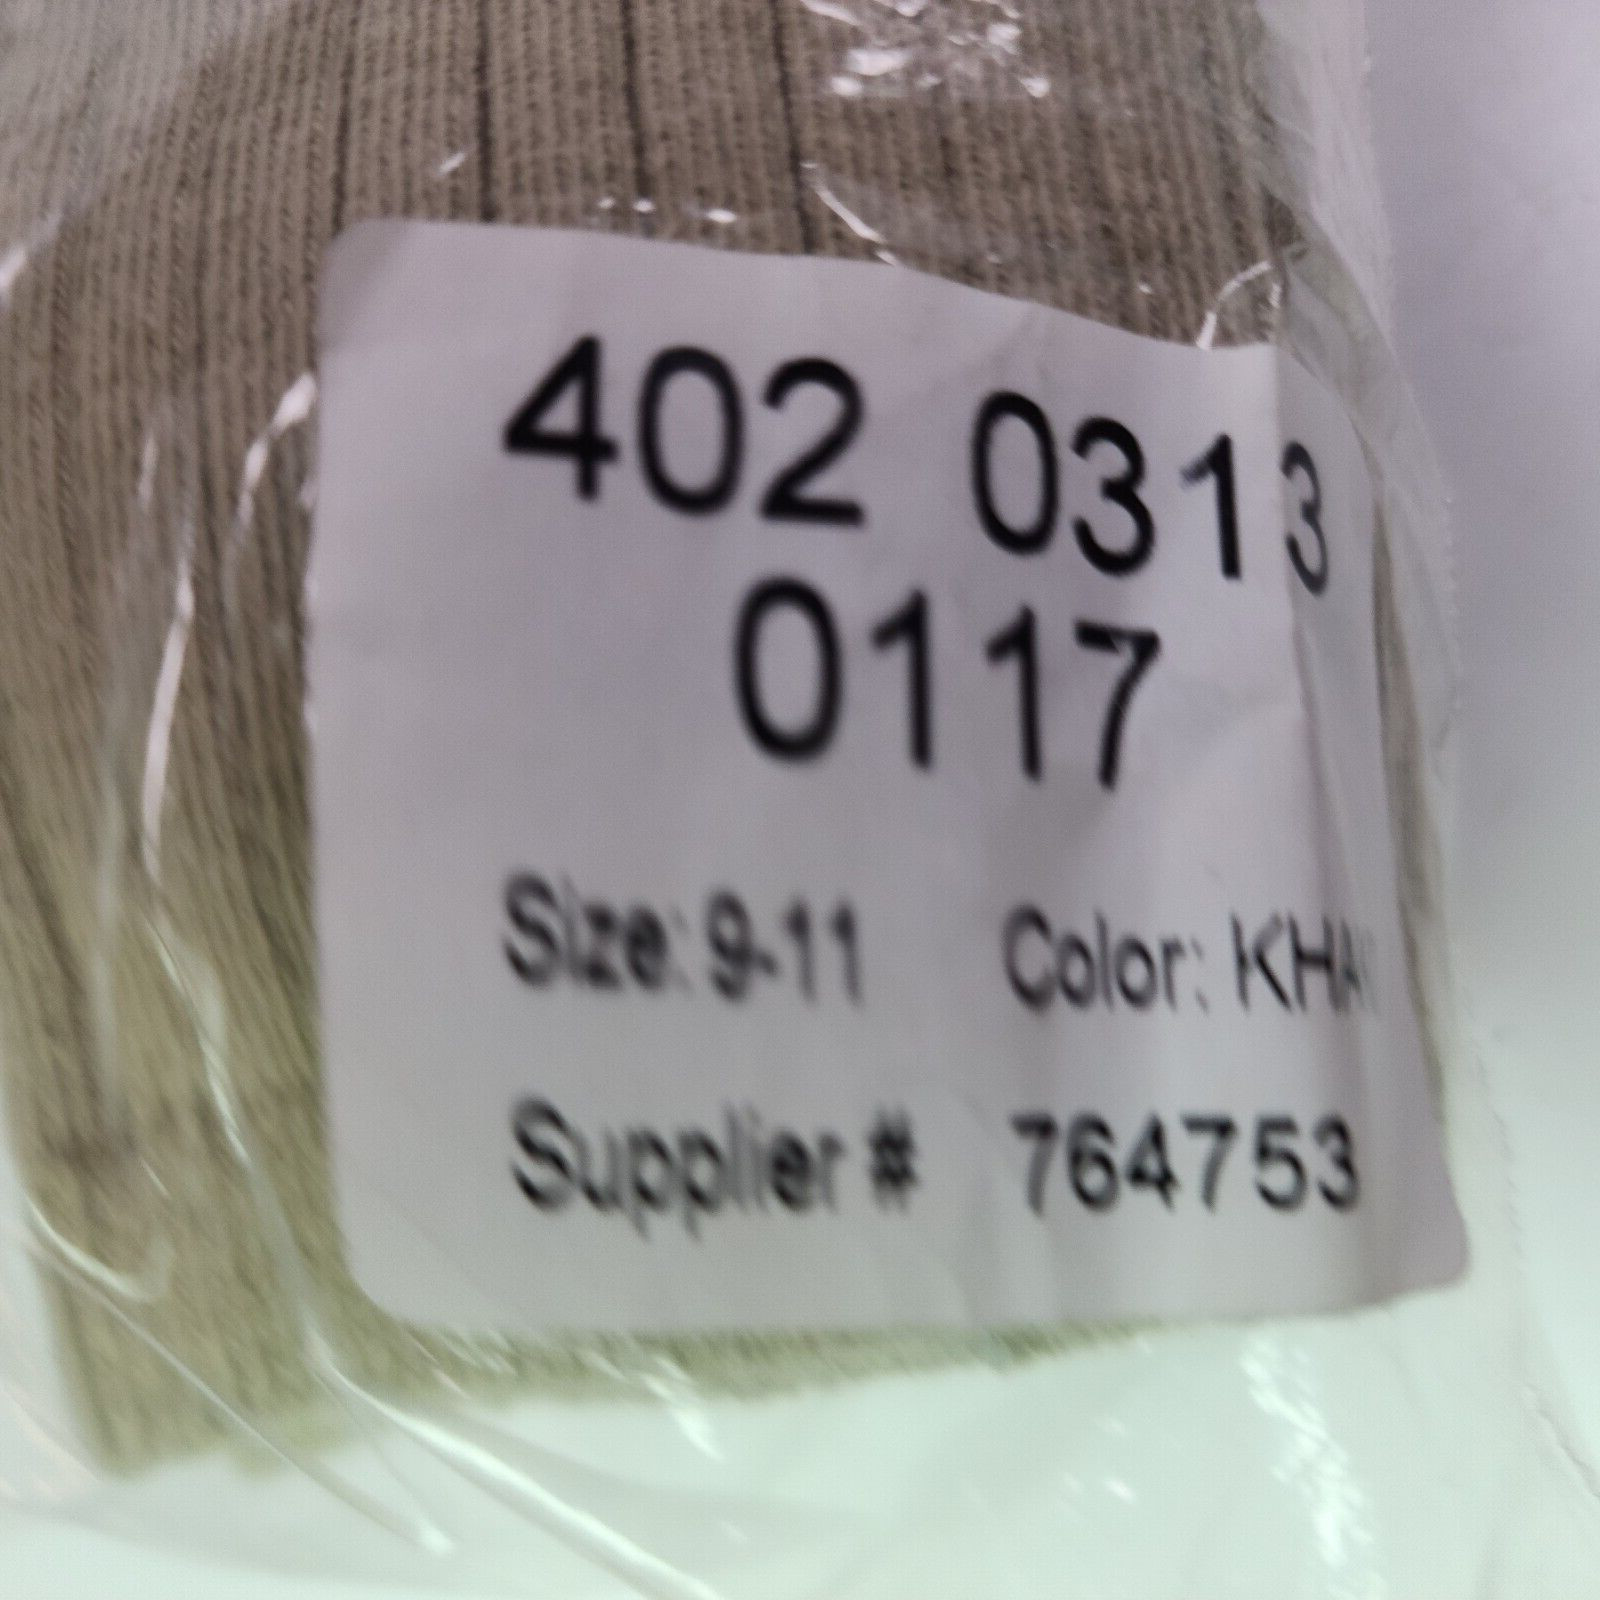 402 0313
0117
Size: 9-11 Color: KHA
Supplier # 764753